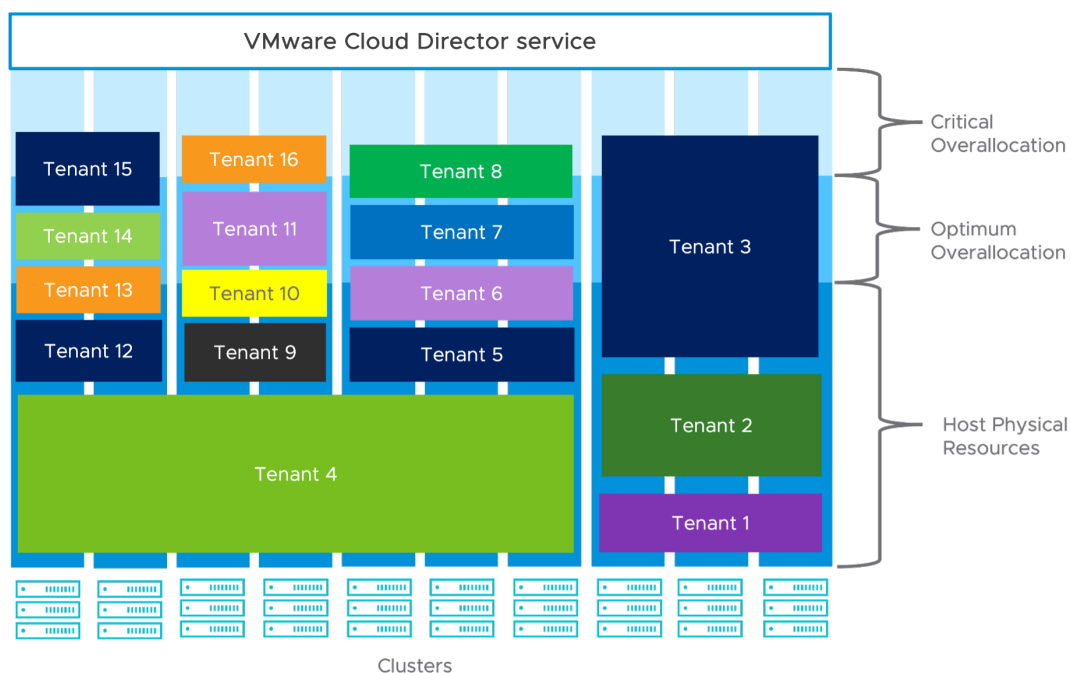 VMware Cloud Director service
Critical
Overallocation
Tenant 15
Tenant 16
Tenant 8
Tenant 3
Tenant 14
Tenant 11
Tenant 7
Optimum
Overallocation
Tenant 13
Tenant 10
Tenant 6
Tenant 12
Tenant 9
Tenant 5
Tenant 2
Host Physical
Resources
Tenant 4
Tenant 1
Clusters